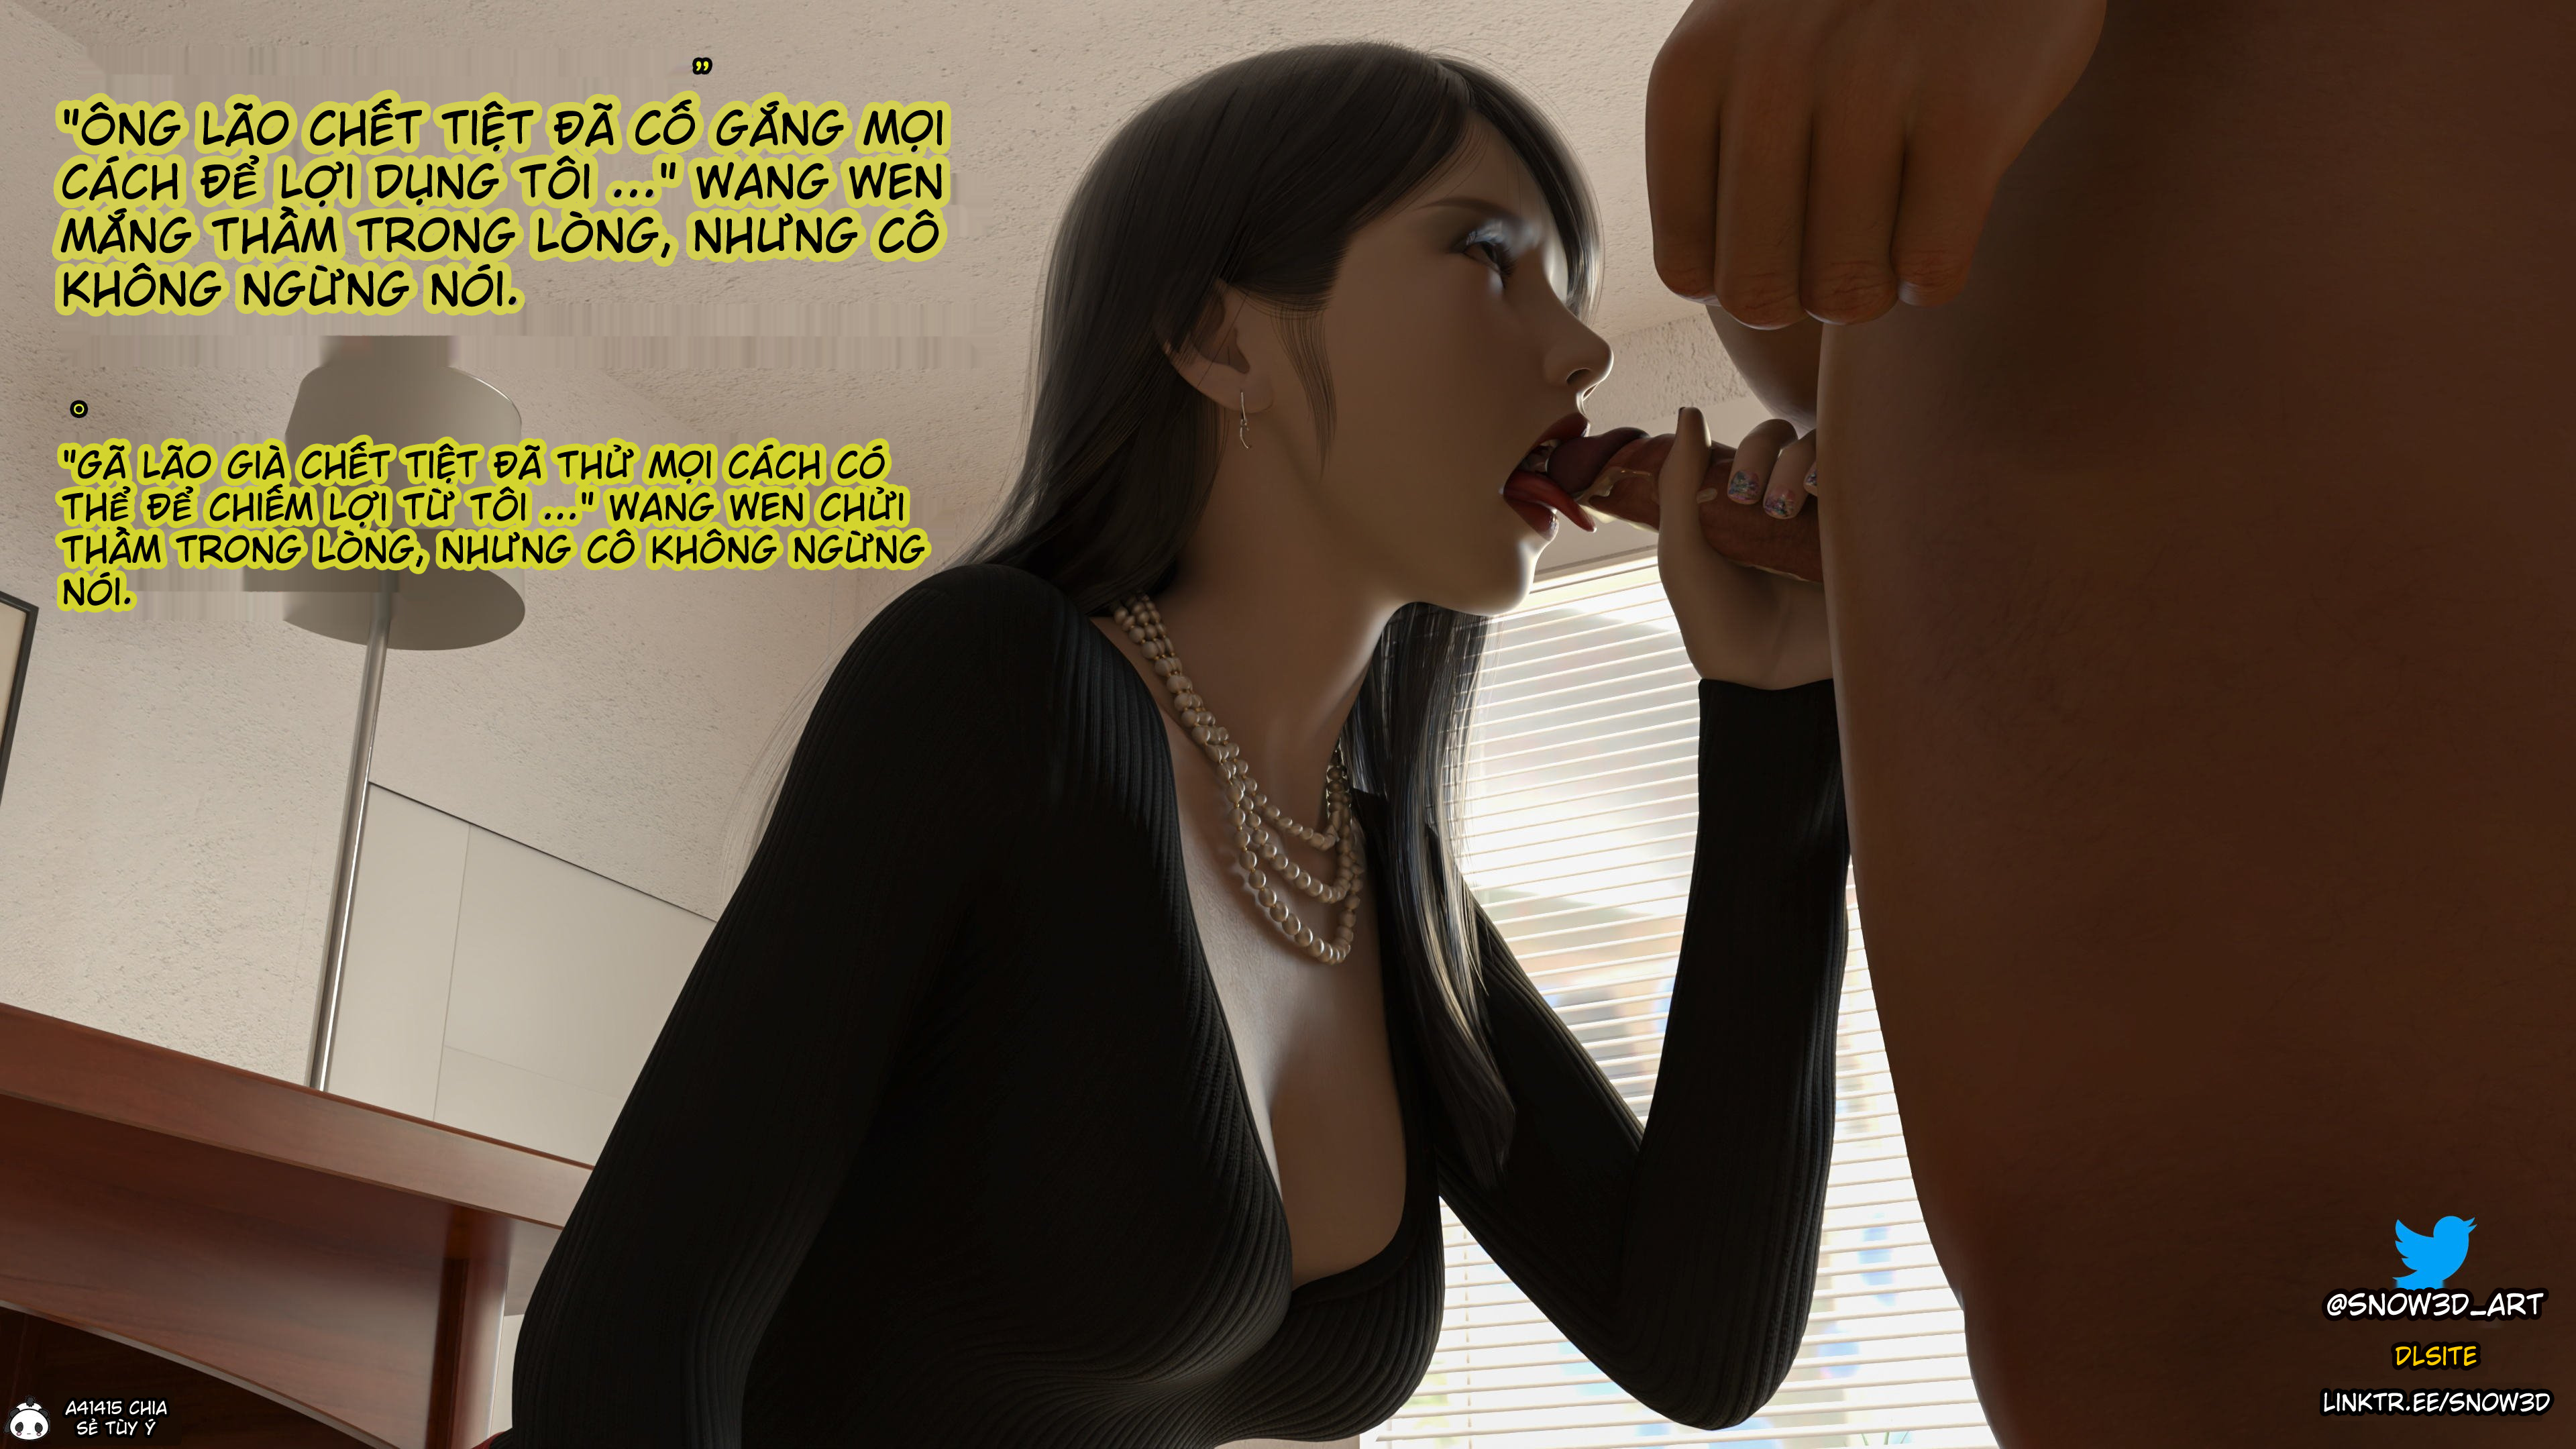 ”
"ÔNG LÃO CHẾT TIỆT ĐÃ CỐ GẮNG MỌI
CÁCH ĐỂ LỢI DỤNG TÔI ..." WANG WEN
MẮNG THẦM TRONG LÒNG, NHƯNG CÔ
KHÔNG NGỪNG NÓI.
"GÃ LÃO GIÀ CHẾT TIỆT ĐÃ THỬ MỌI CÁCH CÓ
THỂ ĐỂ CHIẾM LỢI TỪ TÔI ..." WANG WEN CHỬI
THẦM TRONG LÒNG, NHƯNG CÔ KHÔNG NGỪNG
NÓI.
@SNOW3D_ART
DLSITE
LINKTR.EE/SNOW3D
A41415 CHIA
SẺ TÙY Ý